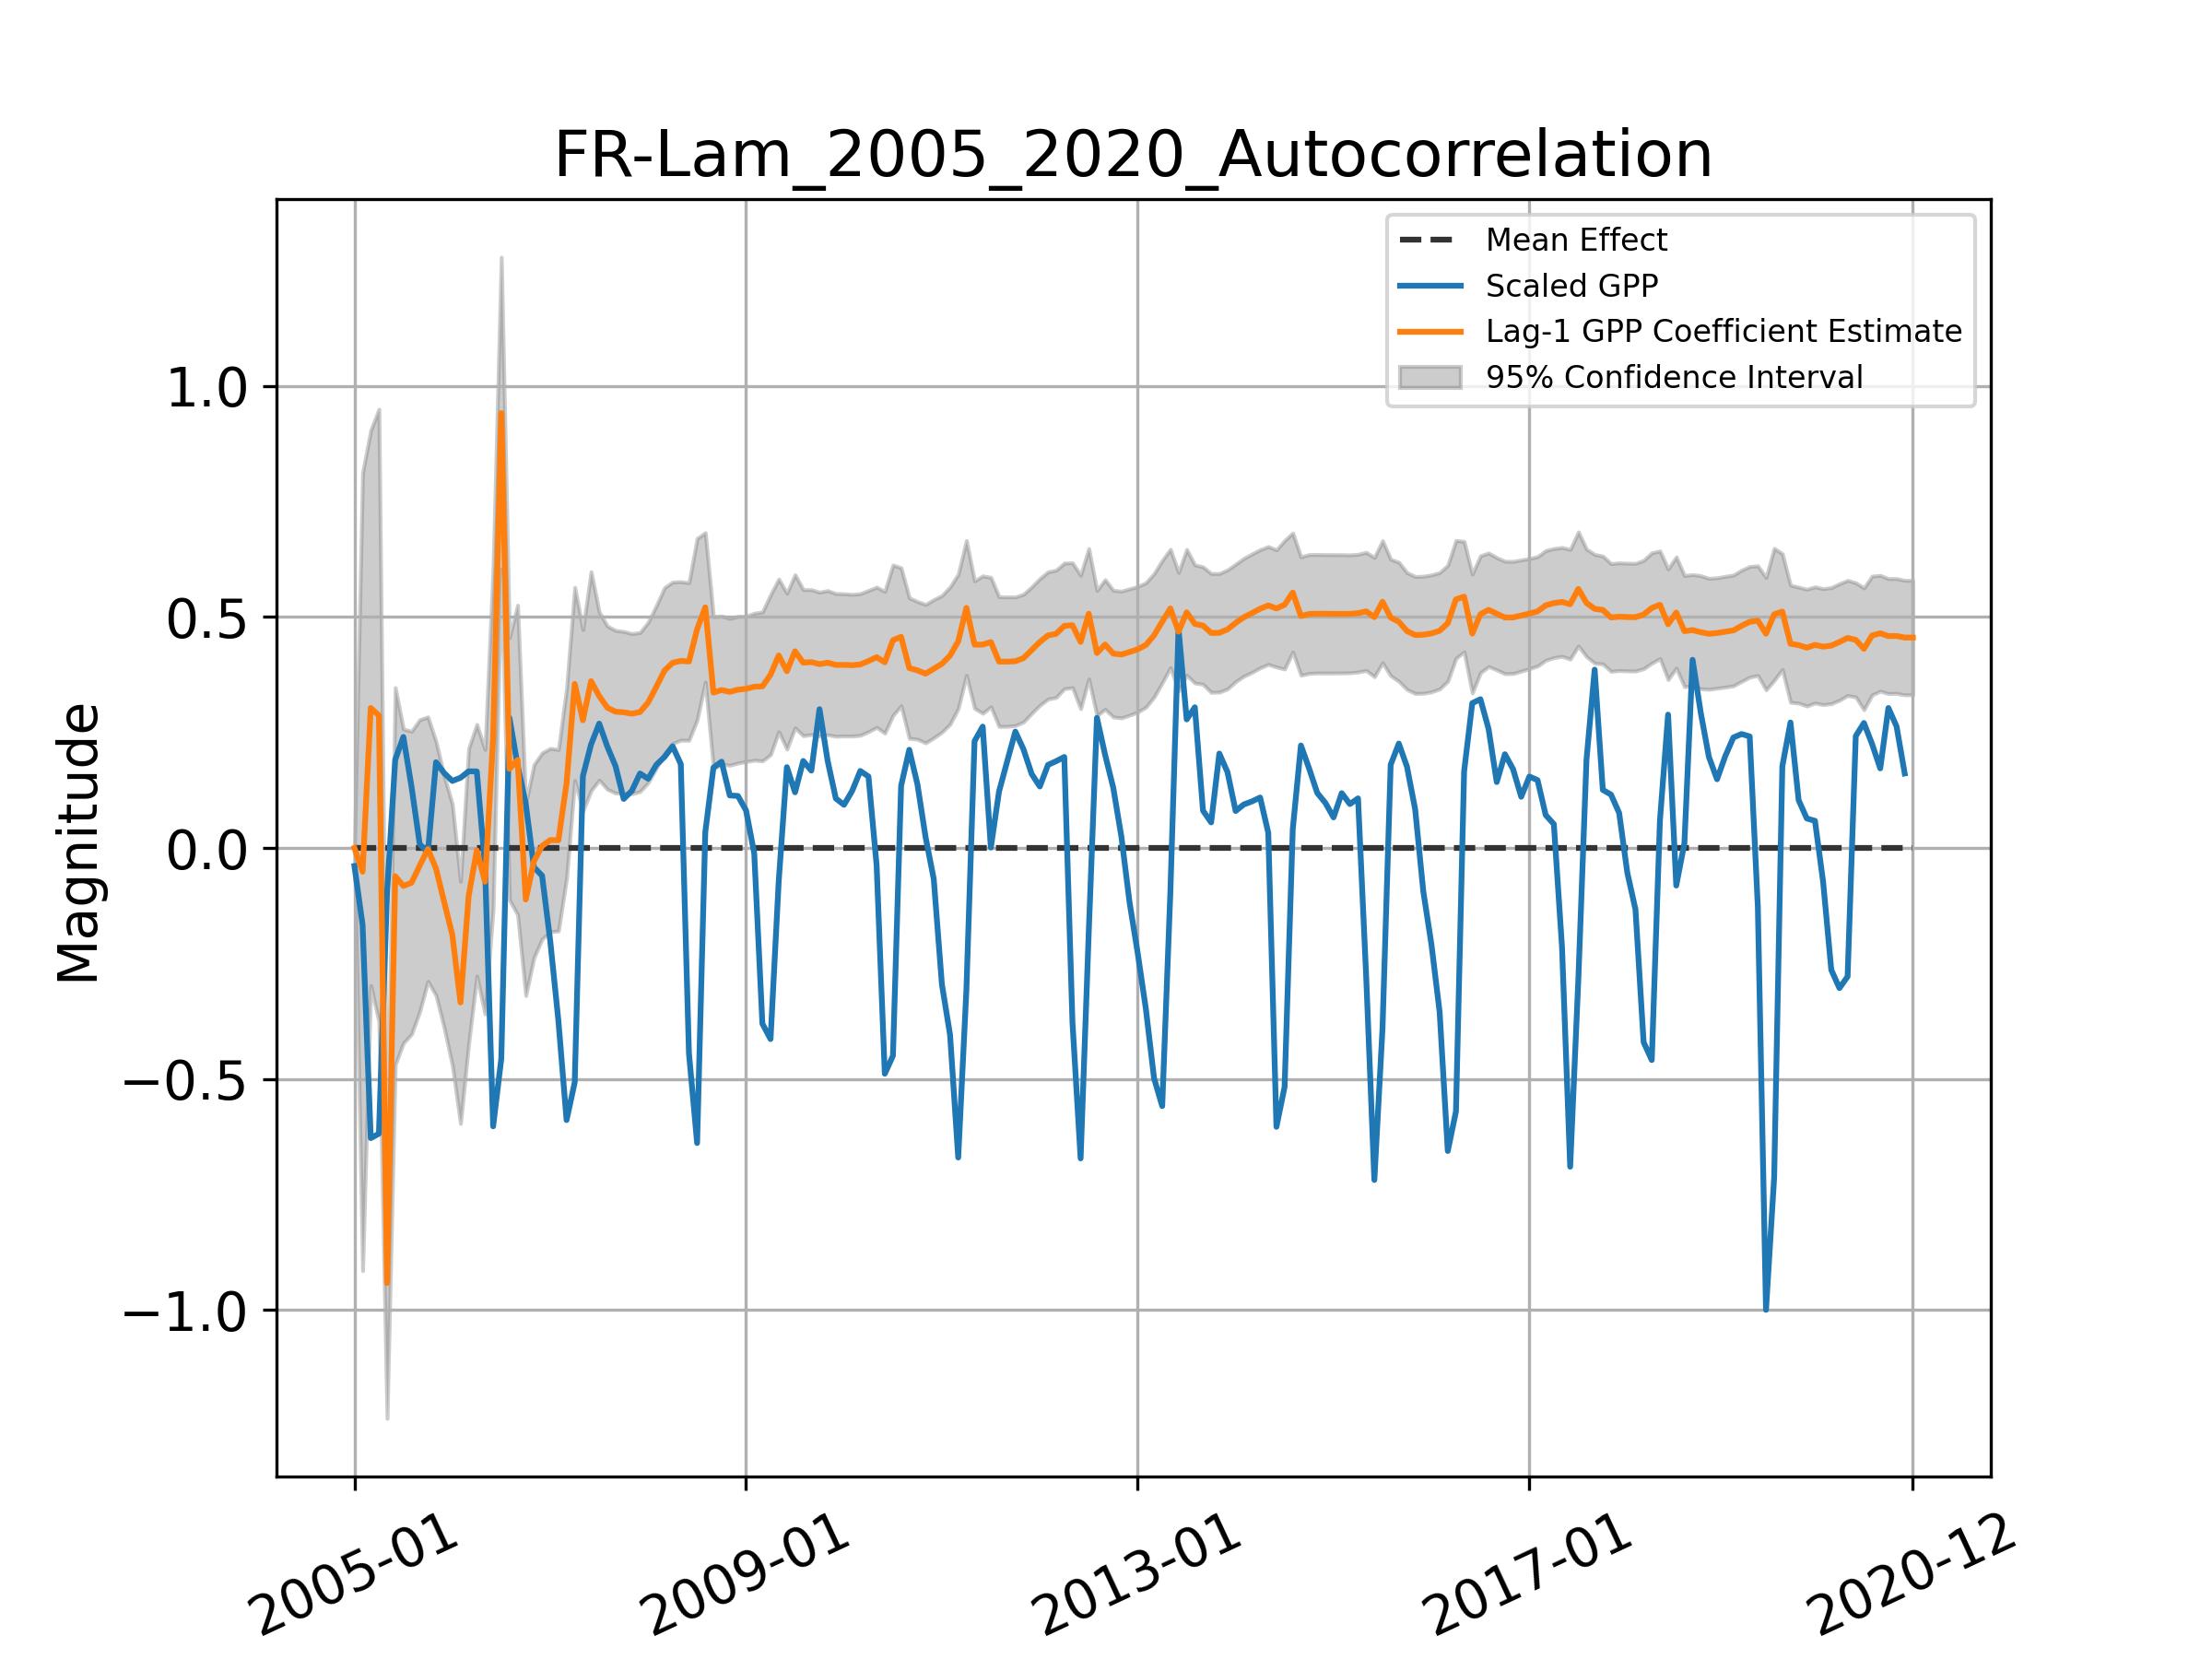 FR-Lam_2005_2020_Autocorrelation
Mean Effect
Scaled GPP
Lag-1 GPP Coefficient Estimate
95% Confidence Interval
Magnitude
1.0
0.5
0.0
−0.5
−1.0
2005-01
2009-01
2013-01
2017-01
2020-12